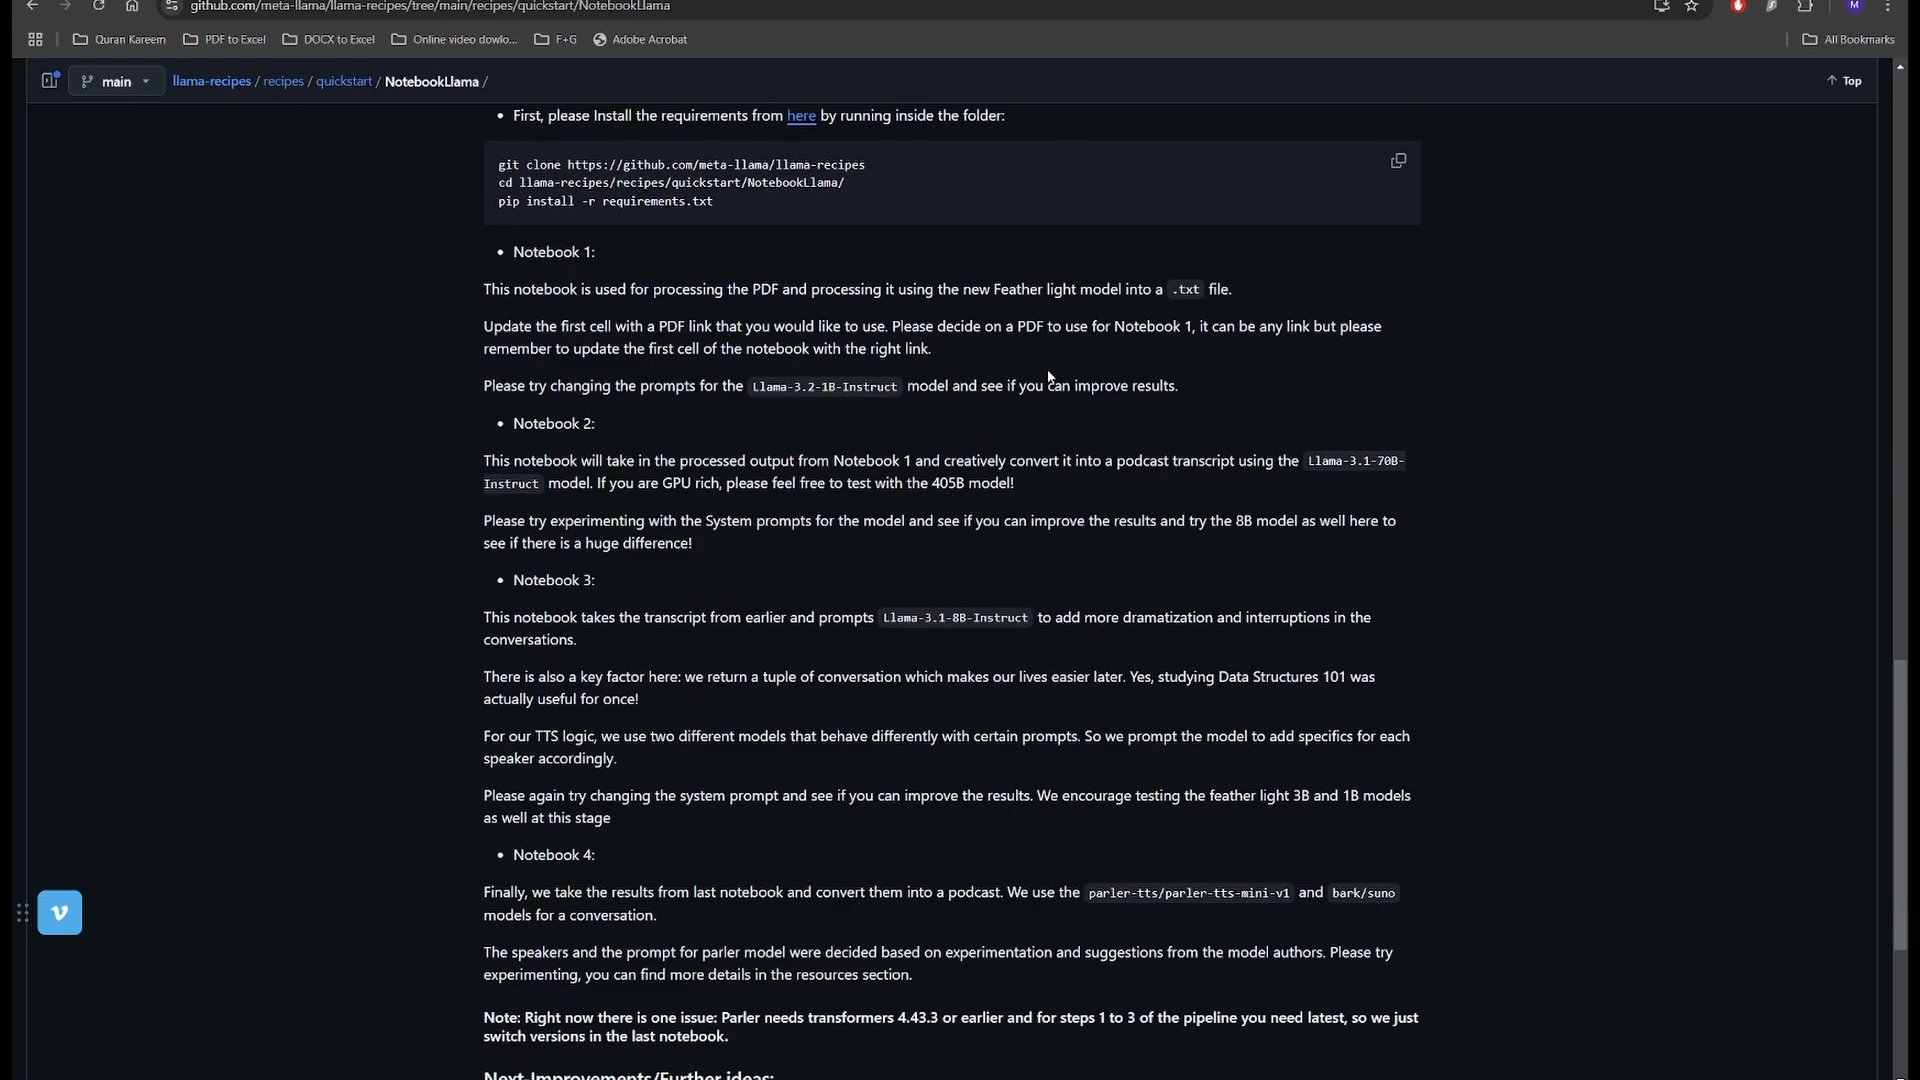 github.com/meta-llama/llama-recipes/tree/main/recipes/quickstart/NotebookLlama
M
Quran Kareem
PDF to Excel
DOCX to Excel
Online video dowlo...
F+G
Adobe Acrobat
All Bookmarks
main
llama-recipes / recipes / quickstart / NotebookLlama /
Top
• First, please Install the requirements from here by running inside the folder:
git clone https://github.com/meta-llama/llama-recipes
cd llama-recipes/recipes/quickstart/NotebookLlama/
pip install -r requirements.txt
• Notebook 1:
This notebook is used for processing the PDF and processing it using the new Feather light model into a .txt file.
Update the first cell with a PDF link that you would like to use. Please decide on a PDF to use for Notebook 1, it can be any link but please
remember to update the first cell of the notebook with the right link.
Please try changing the prompts for the Llama-3.2-1B-Instruct model and see if you can improve results.
• Notebook 2:
This notebook will take in the processed output from Notebook 1 and creatively convert it into a podcast transcript using the Llama-3.1-70B-
Instruct model. If you are GPU rich, please feel free to test with the 405B model!
Please try experimenting with the System prompts for the model and see if you can improve the results and try the 8B model as well here to
see if there is a huge difference!
• Notebook 3:
This notebook takes the transcript from earlier and prompts Llama-3.1-8B-Instruct to add more dramatization and interruptions in the
conversations.
There is also a key factor here: we return a tuple of conversation which makes our lives easier later. Yes, studying Data Structures 101 was
actually useful for once!
For our TTS logic, we use two different models that behave differently with certain prompts. So we prompt the model to add specifics for each
speaker accordingly.
Please again try changing the system prompt and see if you can improve the results. We encourage testing the feather light 3B and 1B models
as well at this stage
• Notebook 4:
Finally, we take the results from last notebook and convert them into a podcast. We use the parler-tts/parler-tts-mini-v1 and bark/suno
models for a conversation.
The speakers and the prompt for parler model were decided based on experimentation and suggestions from the model authors. Please try
experimenting, you can find more details in the resources section.
Note: Right now there is one issue: Parler needs transformers 4.43.3 or earlier and for steps 1 to 3 of the pipeline you need latest, so we just
switch versions in the last notebook.
Next-Improvements/Further ideas: